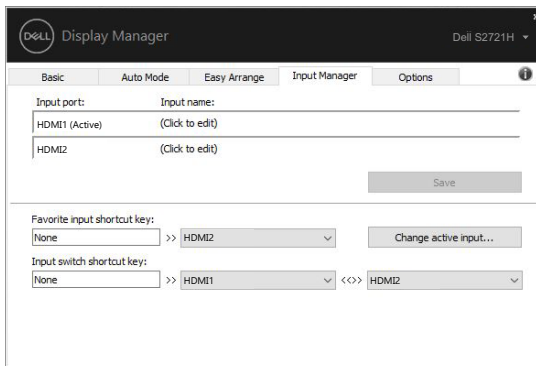 DELL Display Manager Dell S2721H
Basic Auto Mode Easy Arrange Input Manager Options
Input port: Input name:
HDMI1 (Active) (Click to edit)
HDMI2 (Click to edit)
Save
Favorite input shortcut key:
None >> HDMI2 Change active input...
Input switch shortcut key:
None >> HDMI1 <<>> HDMI2